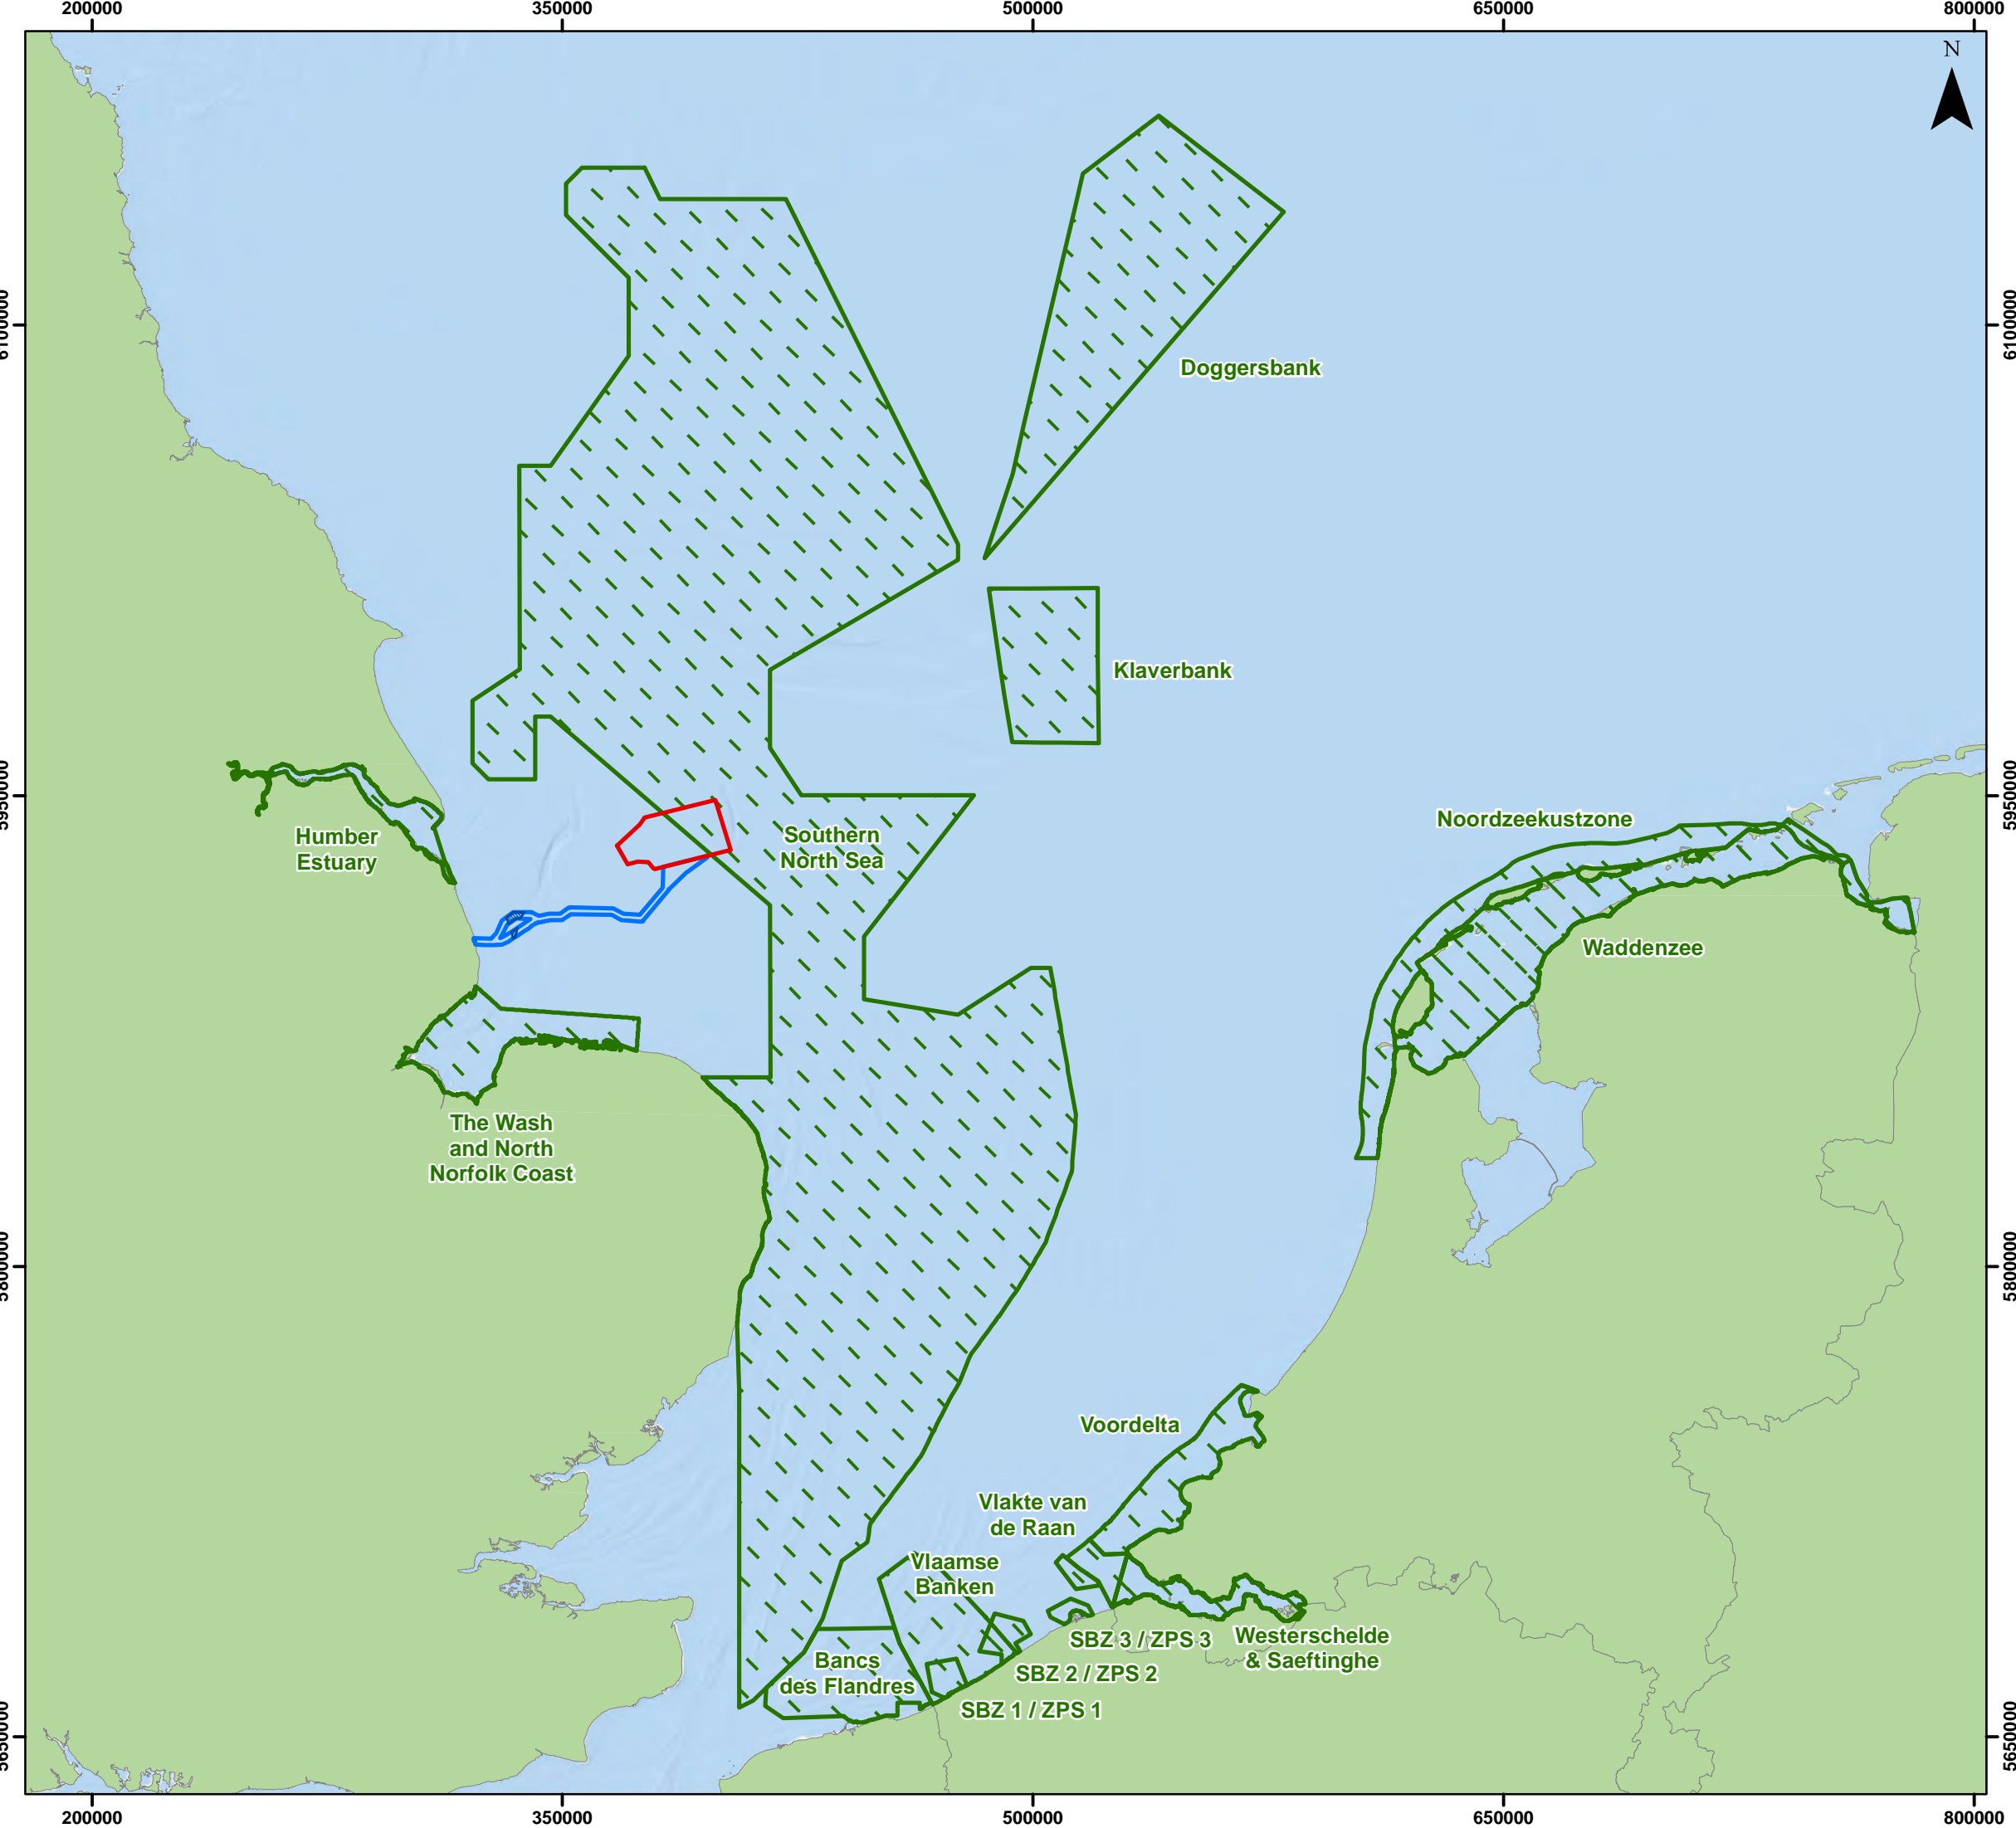 200000
350000
500000
650000
800000
N
6100000
6100000
Doggersbank
Klaverbank
5950000
5950000
Humber
Estuary
Southern
North Sea
Noordzeekustzone
Waddenzee
The Wash
and North
Norfolk Coast
5800000
5800000
Voordelta
Vlakte van
de Raan
Vlaamse
Banken
Bancs
des Flandres
SBZ 3 / ZPS 3
SBZ 2 / ZPS 2
SBZ 1 / ZPS 1
Westerschelde
& Saeftinghe
5650000
5650000
200000
350000
500000
650000
800000